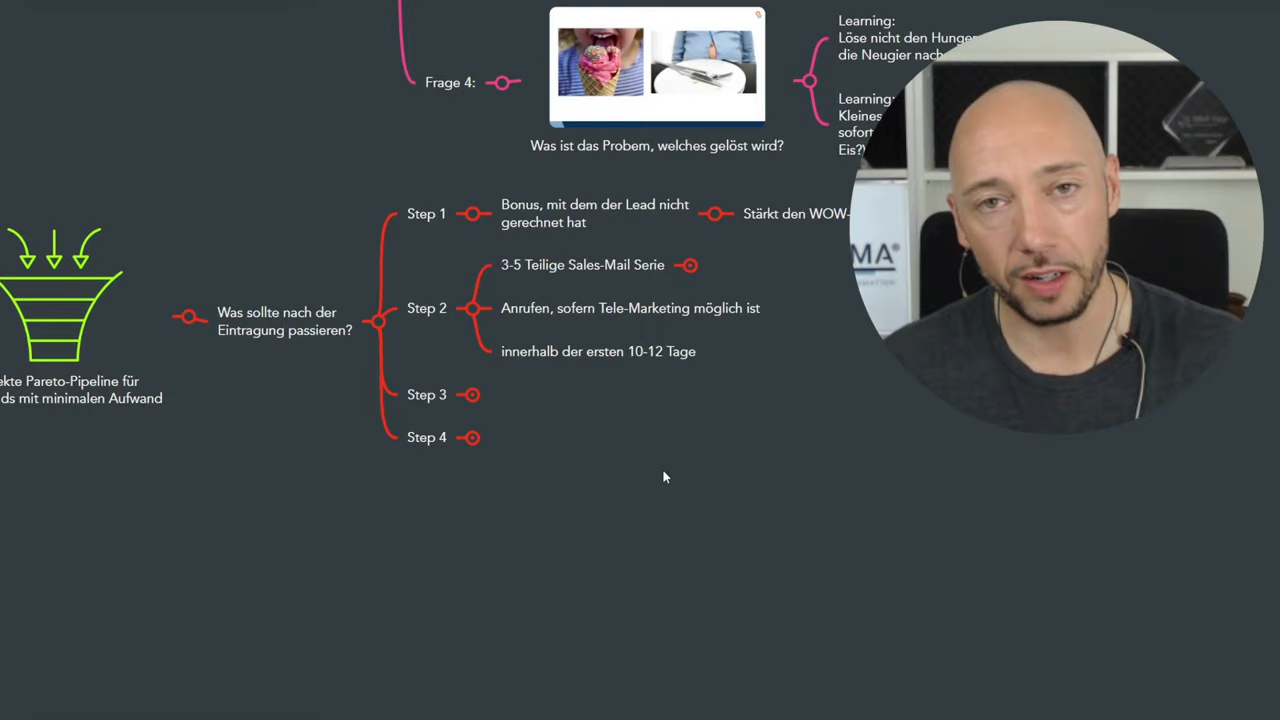 Learning:
Löse nicht den Hunger
die Neugier nach
Frage 4:
Learning:
Kleines
sofort
Eis?)
Was ist das Probem, welches gelöst wird?
Step 1
Bonus, mit dem der Lead nicht
gerechnet hat
Stärkt den WOW-
3-5 Teilige Sales-Mail Serie
Was sollte nach der
Eintragung passieren?
Step 2
Anrufen, sofern Tele-Marketing möglich ist
innerhalb der ersten 10-12 Tage
ekte Pareto-Pipeline für
ds mit minimalen Aufwand
Step 3
Step 4
MA®